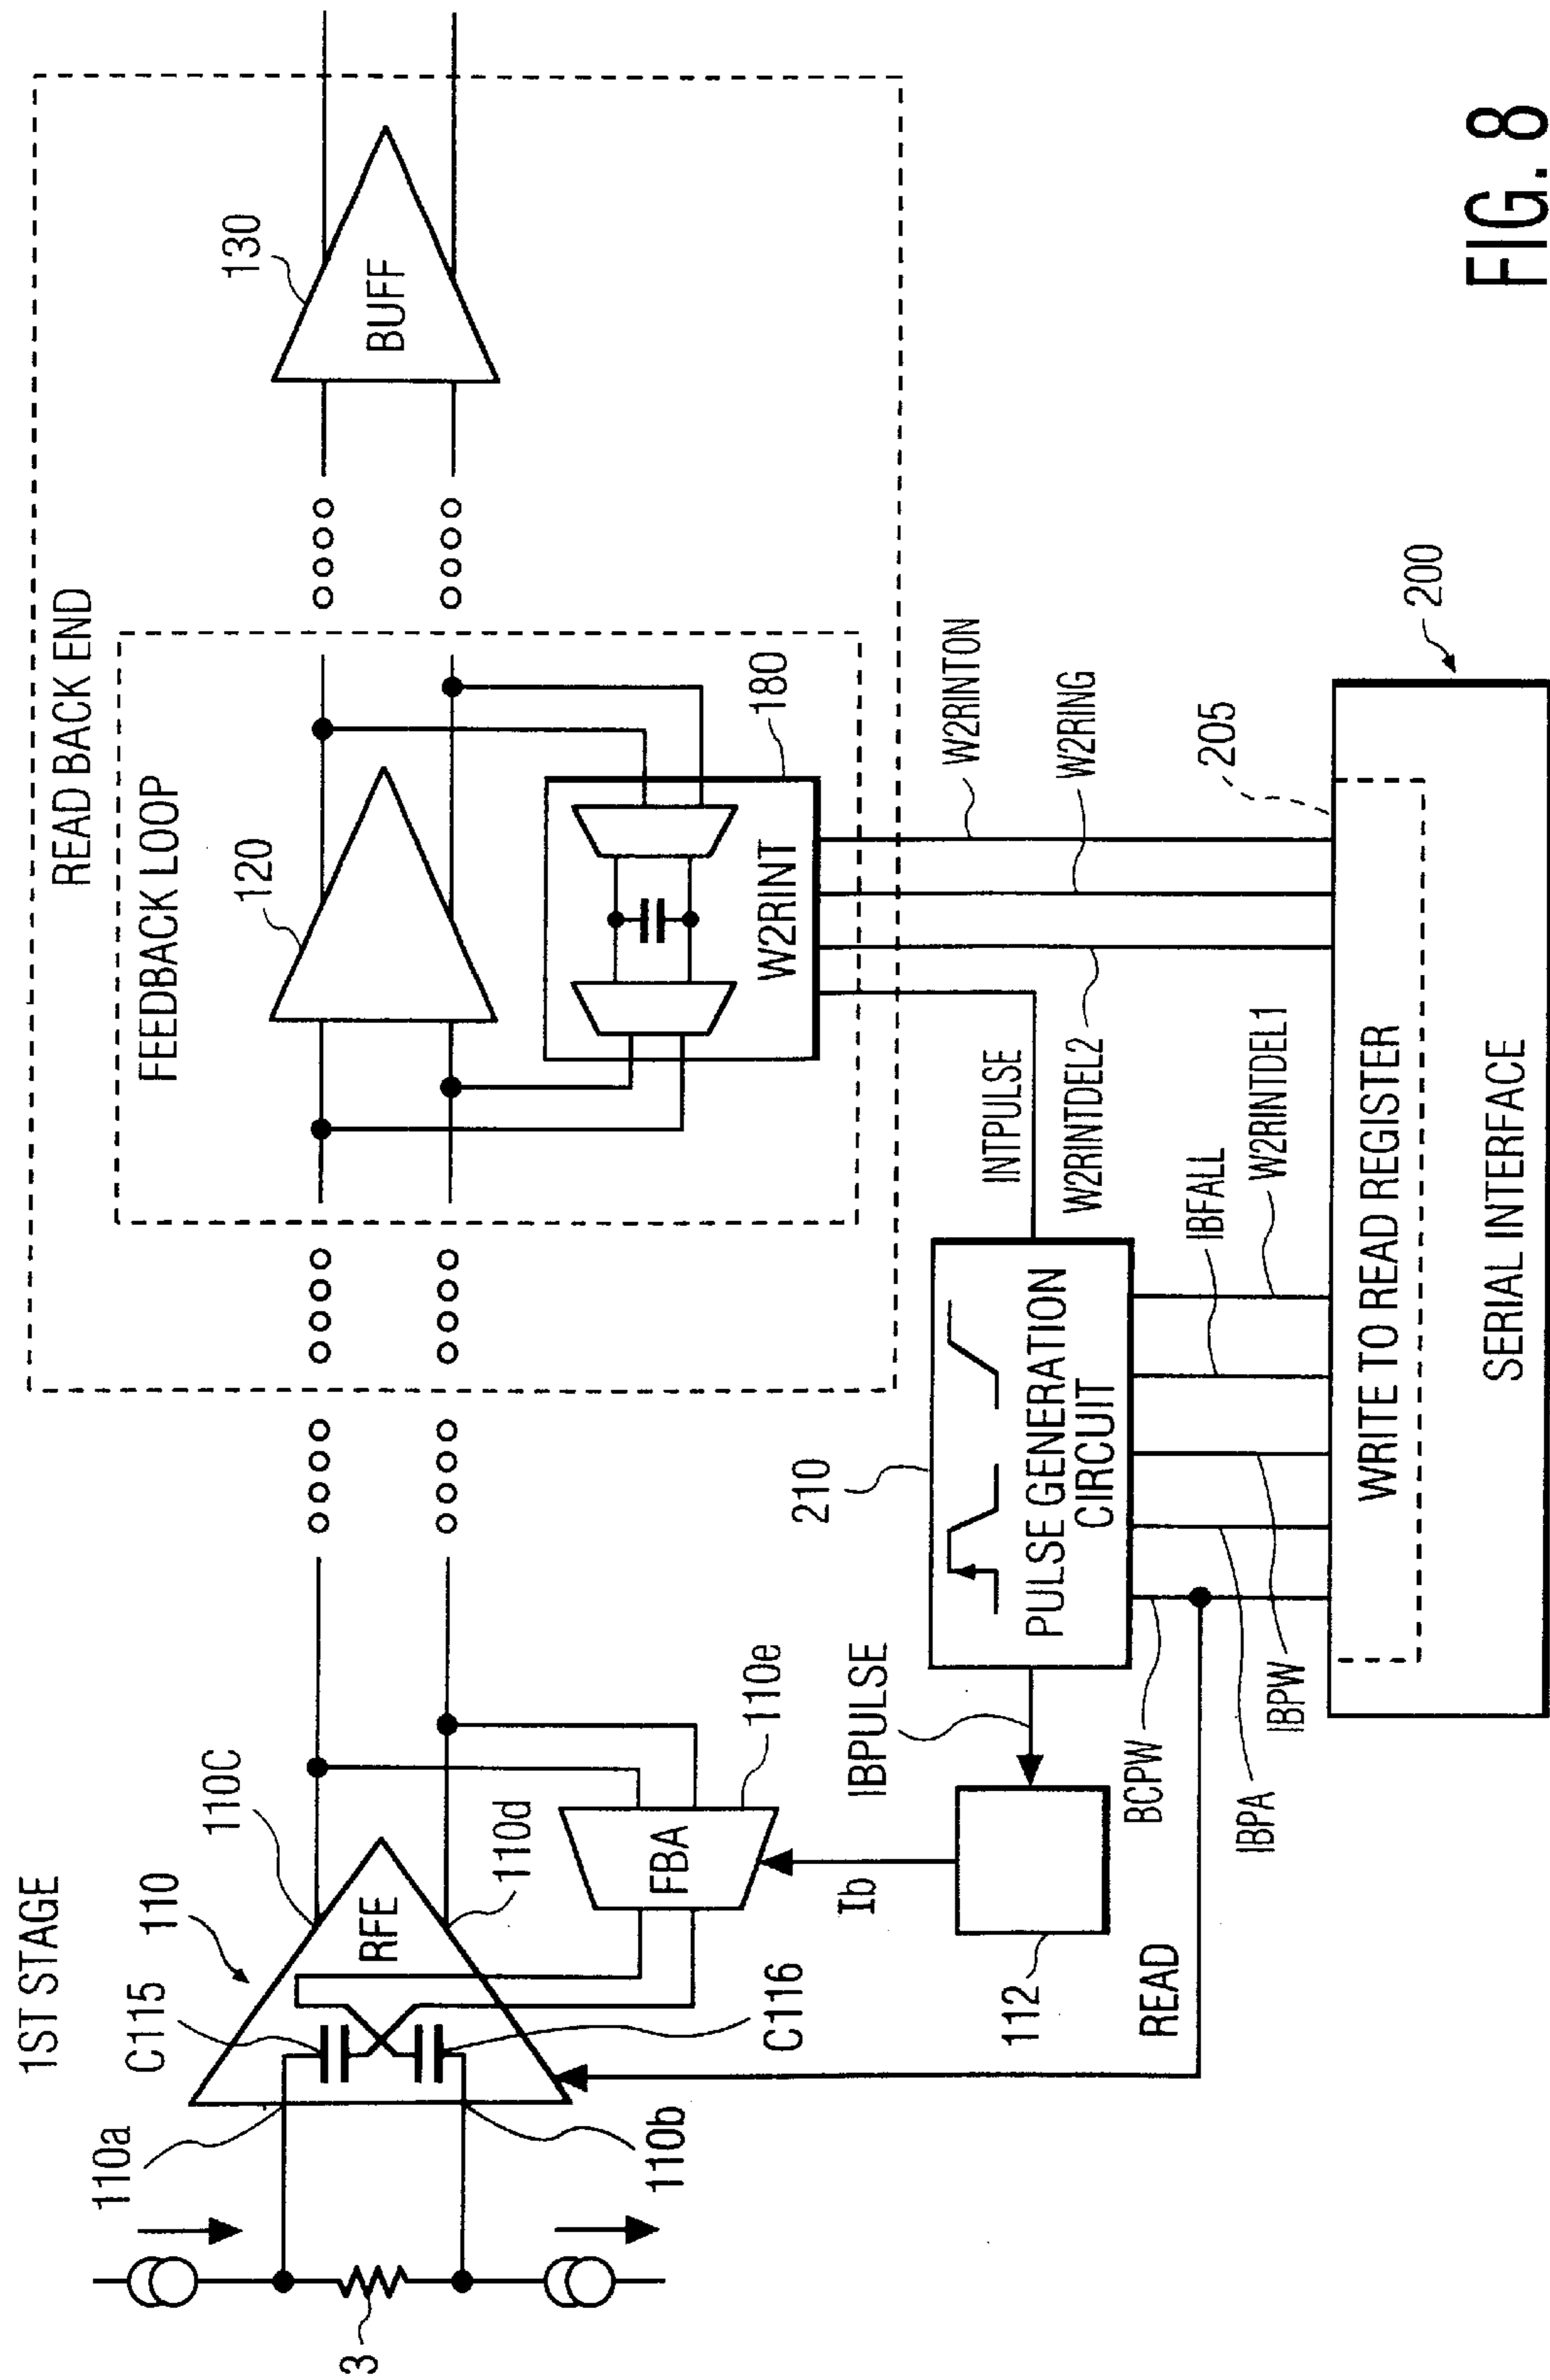 1ST STAGE
READ BACK END
FEEDBACK LOOP
110
110C
C115
110a
RFE
120
130
BUFF
3
110b
C116
110d
FBA
110e
W2RINT
180
Ib
IBPULSE
112
READ
210
PULSE GENERATION
CIRCUIT
INTPULSE
W2RINTDEL2
W2RING
W2RINTON
BCPW
IBPA
IBPW
IBFALL
W2RINTDEL1
205
200
WRITE TO READ REGISTER
SERIAL INTERFACE
FIG. 8